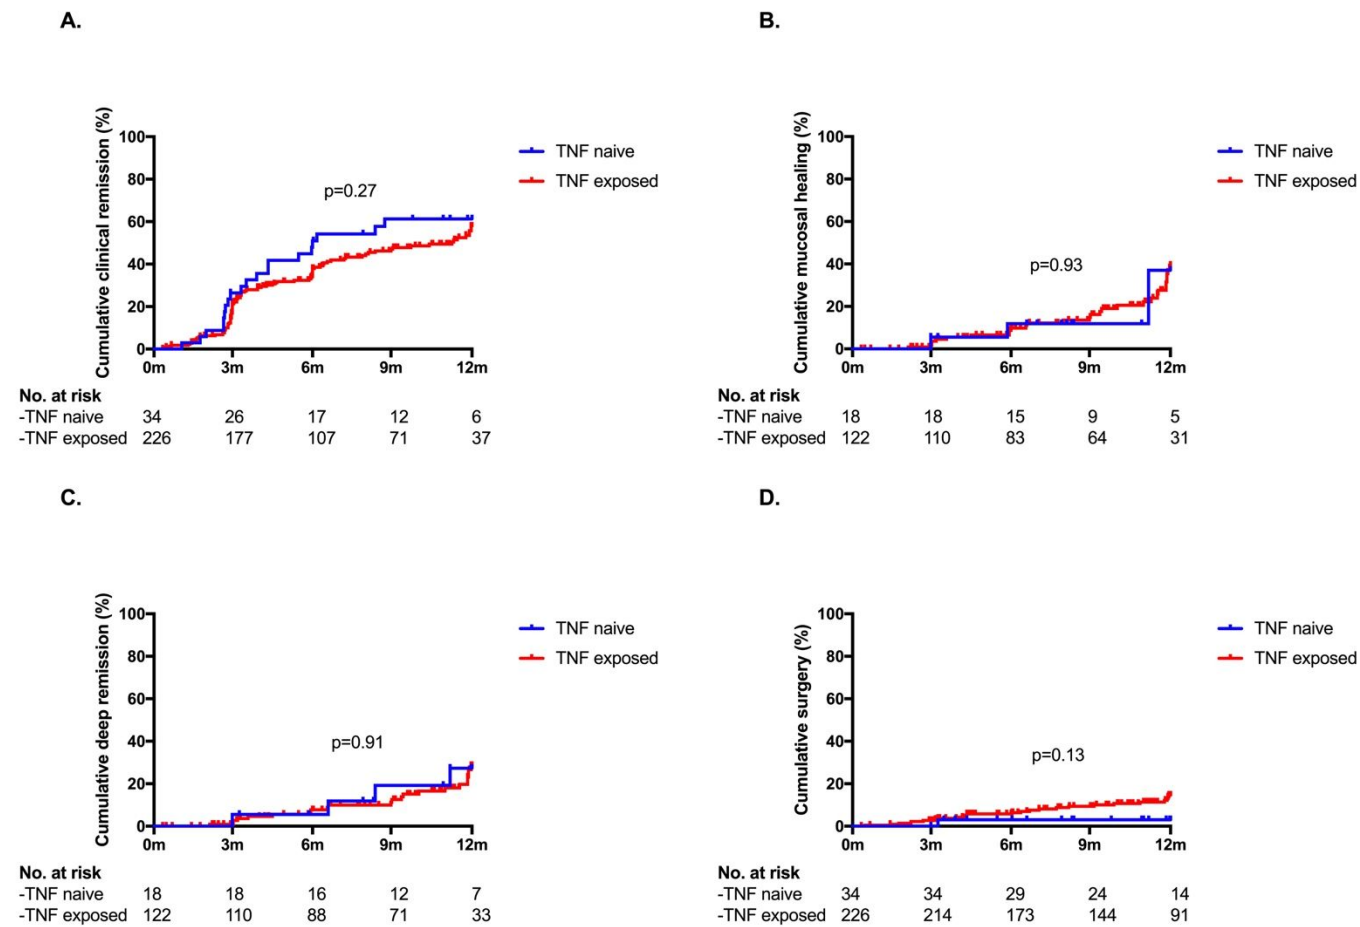 A.
Cumulative clinical remission (%)
100
80
60
40
20
0
p=0.27
TNF naive
TNF exposed
0m 3m 6m 9m 12m
No. at risk
-TNF naive 34 26 17 12 6
-TNF exposed 226 177 107 71 37
B.
Cumulative mucosal healing (%)
100
80
60
40
20
0
p=0.93
TNF naive
TNF exposed
0m 3m 6m 9m 12m
No. at risk
-TNF naive 18 18 15 9 5
-TNF exposed 122 110 83 64 31
C.
Cumulative deep remission (%)
100
80
60
40
20
0
p=0.91
TNF naive
TNF exposed
0m 3m 6m 9m 12m
No. at risk
-TNF naive 18 18 16 12 7
-TNF exposed 122 110 88 71 33
D.
Cumulative surgery (%)
100
80
60
40
20
0
p=0.13
TNF naive
TNF exposed
0m 3m 6m 9m 12m
No. at risk
-TNF naive 34 34 29 24 14
-TNF exposed 226 214 173 144 91